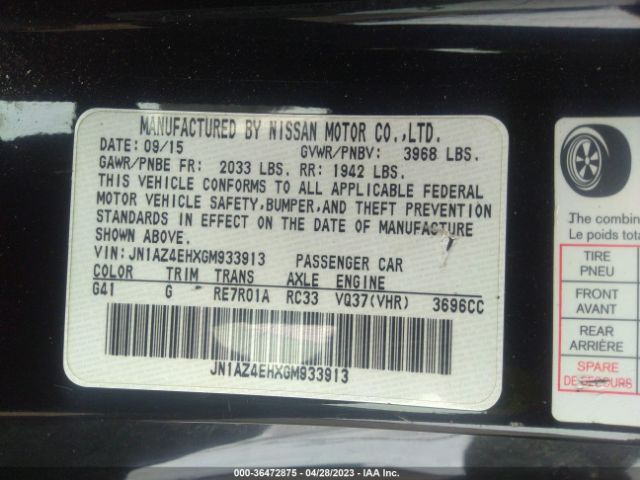 MANUFACTURED BY NISSAN MOTOR CO.,LTD.
DATE: 09/15 GVWR/PNBV: 3968 LBS.
GAWR/PNBE FR: 2033 LBS. RR: 1942 LBS.
THIS VEHICLE CONFORMS TO ALL APPLICABLE FEDERAL
MOTOR VEHICLE SAFETY,BUMPER,AND THEFT PREVENTION
STANDARDS IN EFFECT ON THE DATE OF MANUFACTURE
SHOWN ABOVE.
VIN:JN1AZ4EHXGM933913 PASSENGER CAR
COLOR TRIM TRANS AXLE ENGINE
G41 G RE7R01A RC33 VQ37(VHR) 3696CC
JN1AZ4EHXGM933913
The combin
Le poids tota
TIRE
PNEU
FRONT
AVANT
REAR
ARRIÈRE
SPARE
DE SECOURS
000-36472875 - 04/28/2023 - IAA Inc.